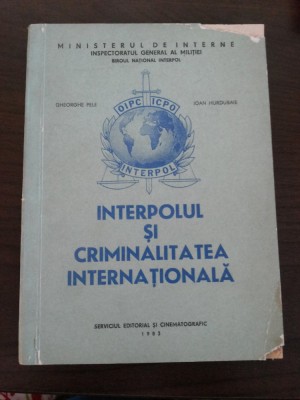 MINISTERUL DE INTERNE
INSPECTORATUL GENERAL AL MILIȚIEI
BIROUL NAȚIONAL INTERPOL
GHEORGHE PELE
IOAN HURDUBAIE
OIPC ICPO
INTERPOL
INTERPOLUL
ȘI
CRIMINALITATEA
INTERNAȚIONALĂ
SERVICIUL EDITORIAL ȘI CINEMATOGRAFIC
1983